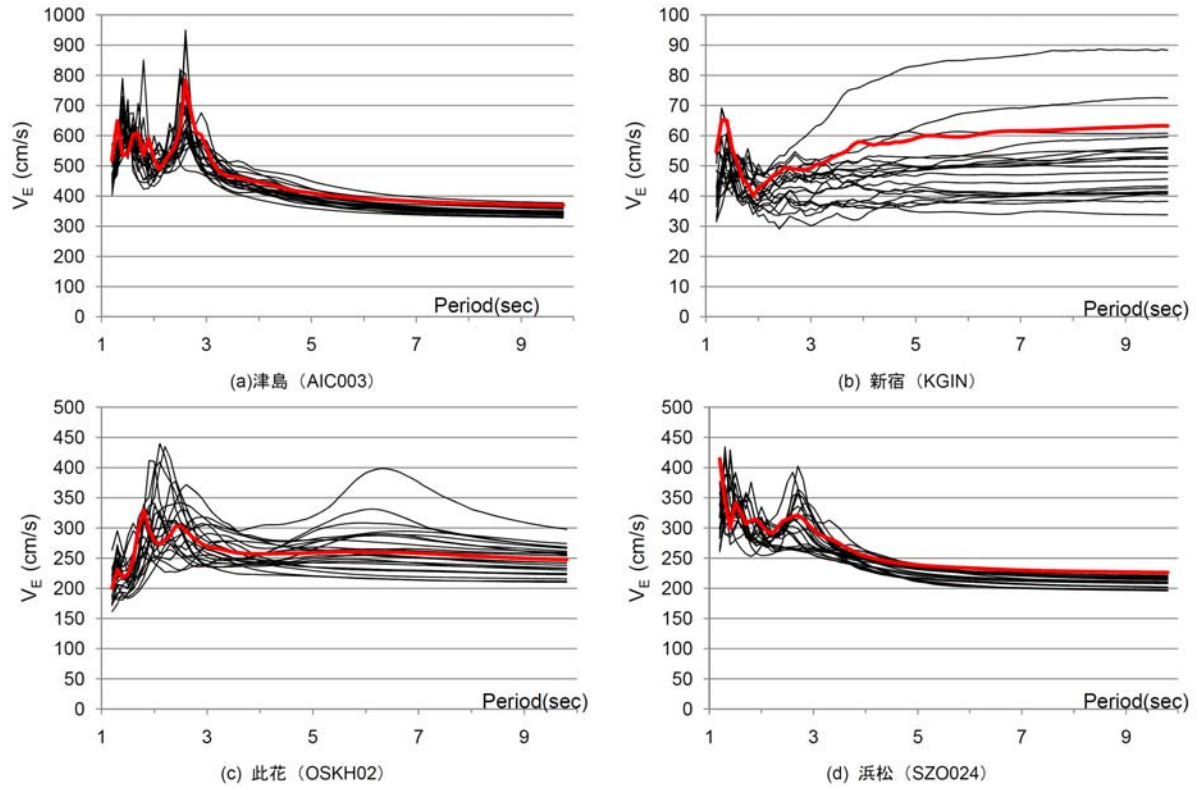 1000
900
800
700
600
500
400
300
200
100
0
V_E (cm/s)
Period(sec)
1 3 5 7 9
(a)津島（AIC003）
100
90
80
70
60
50
40
30
20
10
0
V_E (cm/s)
Period(sec)
1 3 5 7 9
(b) 新宿（KGIN）
500
450
400
350
300
250
200
150
100
50
0
V_E (cm/s)
Period(sec)
1 3 5 7 9
(c) 此花（OSKH02）
500
450
400
350
300
250
200
150
100
50
0
V_E (cm/s)
Period(sec)
1 3 5 7 9
(d) 浜松（SZO024）